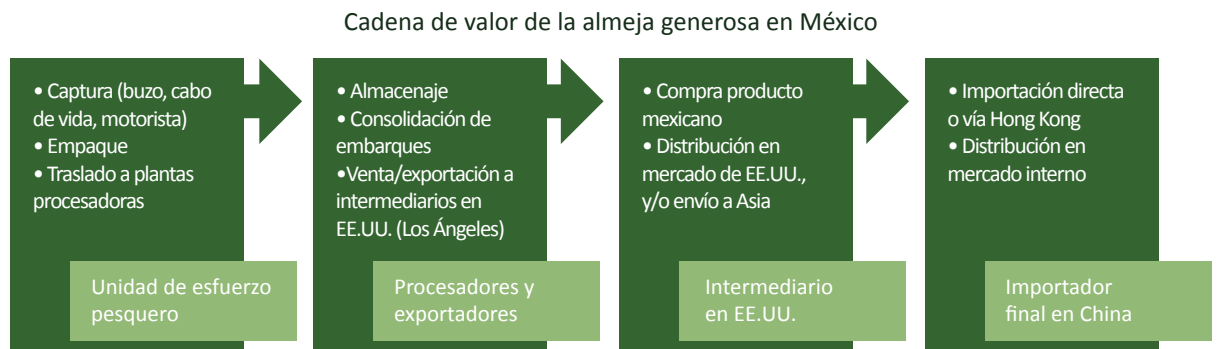 Cadena de valor de la almeja generosa en México
• Captura (buzo, cabo
de vida, motorista)
• Empaque
• Traslado a plantas
procesadoras
Unidad de esfuerzo
pesquero
• Almacenaje
• Consolidación de
embarques
•Venta/exportación a
intermediarios en
EE.UU. (Los Ángeles)
Procesadores y
exportadores
• Compra producto
mexicano
• Distribución en
mercado de EE.UU.,
y/o envío a Asia
Intermediario
en EE.UU.
• Importación directa
o vía Hong Kong
• Distribución en
mercado interno
Importador
final en China